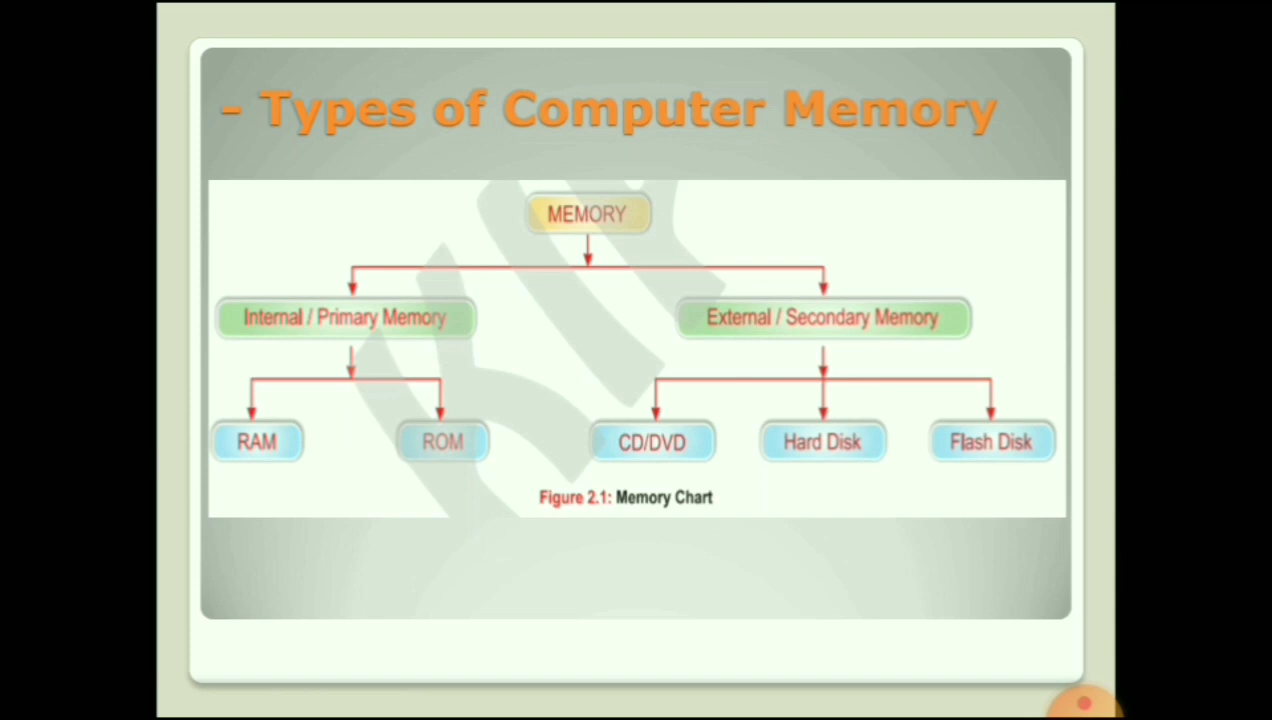 – Types of Computer Memory
MEMORY
Internal / Primary Memory
External / Secondary Memory
RAM
ROM
CD/DVD
Hard Disk
Flash Disk
Figure 2.1: Memory Chart